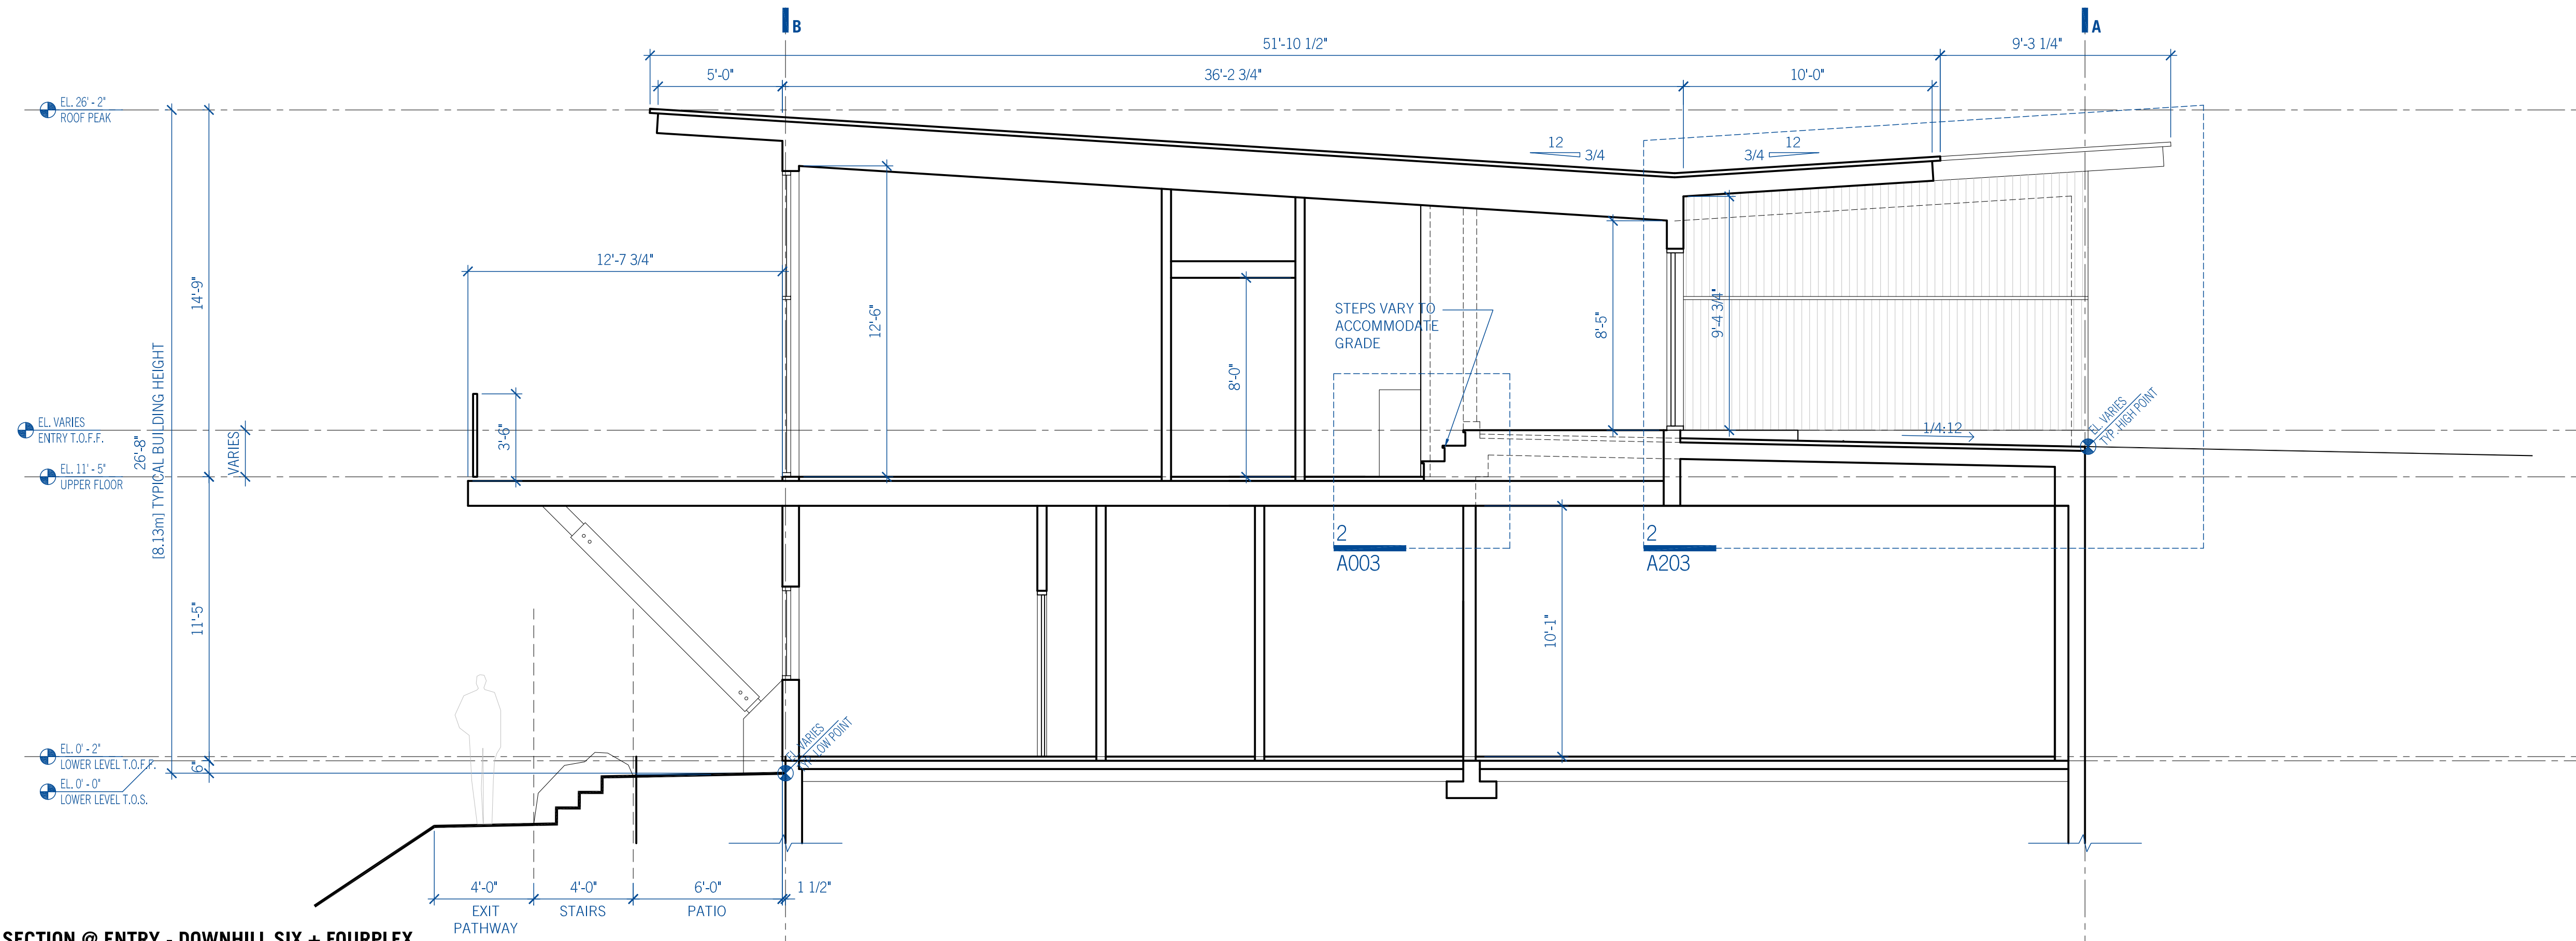 B
A
51'-10 1/2"
9'-3 1/4"
5'-0"
36'-2 3/4"
10'-0"
EL. 26' - 2"
ROOF PEAK
12
3/4
12
3/4
12'-7 3/4"
14'-9"
12'-6"
STEPS VARY TO
ACCOMMODATE
GRADE
8'-5"
9'-4 3/4"
8'-0"
3'-6"
EL. VARIES
ENTRY T.O.F.F.
VARIES
26'-8"
[8.13m] TYPICAL BUILDING HEIGHT
1/4:12
EL. VARIES
TYP. HIGH POINT
EL. 11' - 5"
UPPER FLOOR
2
A003
2
A203
11'-5"
10'-1"
EL. VARIES
TYP. LOW POINT
EL. 0' - 2"
LOWER LEVEL T.O.F.F.
6"
EL. 0' - 0"
LOWER LEVEL T.O.S.
4'-0"
4'-0"
6'-0"
1 1/2"
EXIT
PATHWAY
STAIRS
PATIO
SECTION @ ENTRY - DOWNHILL SIX + FOURPLEX